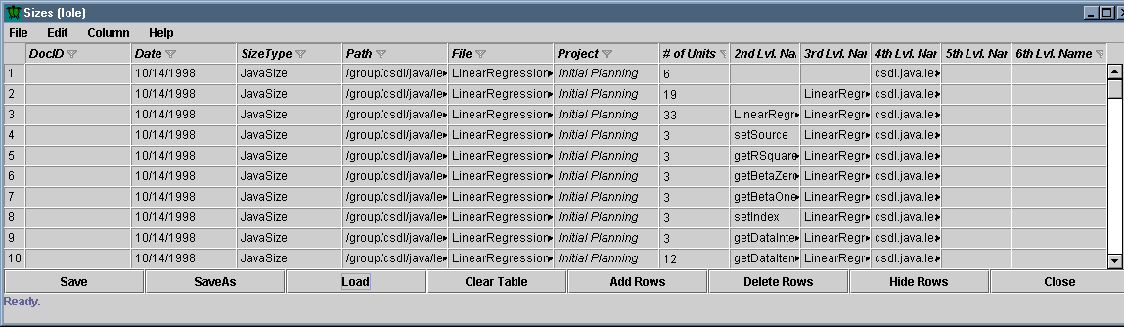 Sizes (lole)
File Edit Column Help
DocID Date SizeType Path File Project # of Units 2nd Lvl. Nar 3rd Lvl. Nam 4th Lvl. Nam 5th Lvl. Nam 6th Lvl. Name
1 10/14/1998 JavaSize /group/csdl/java/le LinearRegression Initial Planning 6 csdl.java.le
2 10/14/1998 JavaSize /group/csdl/java/le LinearRegression Initial Planning 19 LinearRegr csdl.java.le
3 10/14/1998 JavaSize /group/csdl/java/le LinearRegression Initial Planning 33 LinearRegr LinearRegr csdl.java.le
4 10/14/1998 JavaSize /group/csdl/java/le LinearRegression Initial Planning 3 setSource LinearRegr csdl.java.le
5 10/14/1998 JavaSize /group/csdl/java/le LinearRegression Initial Planning 3 getRSquare LinearRegr csdl.java.le
6 10/14/1998 JavaSize /group/csdl/java/le LinearRegression Initial Planning 3 getBetaZero LinearRegr csdl.java.le
7 10/14/1998 JavaSize /group/csdl/java/le LinearRegression Initial Planning 3 getBetaOne LinearRegr csdl.java.le
8 10/14/1998 JavaSize /group/csdl/java/le LinearRegression Initial Planning 3 setIndex LinearRegr csdl.java.le
9 10/14/1998 JavaSize /group/csdl/java/le LinearRegression Initial Planning 3 getDataInte LinearRegr csdl.java.le
10 10/14/1998 JavaSize /group/csdl/java/le LinearRegression Initial Planning 12 getDataIten LinearRegr csdl.java.le
Save SaveAs Load Clear Table Add Rows Delete Rows Hide Rows Close
Ready.